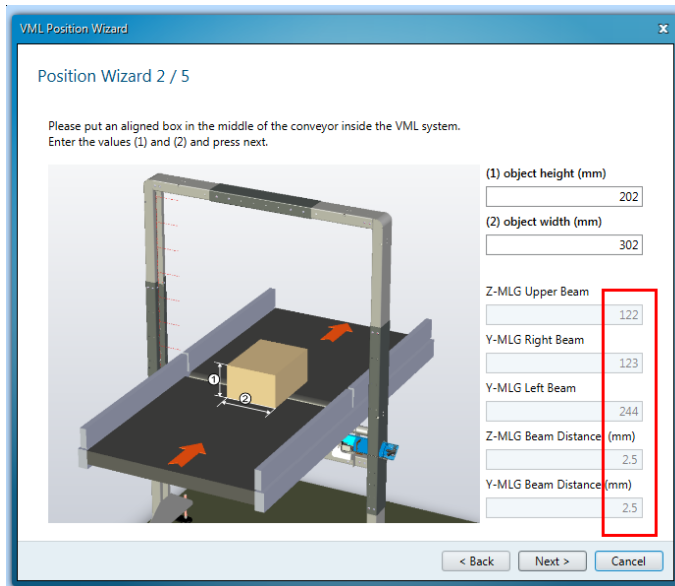 VML Position Wizard
x
Position Wizard 2 / 5
Please put an aligned box in the middle of the conveyor inside the VML system.
Enter the values (1) and (2) and press next.
(1) object height (mm)
202
(2) object width (mm)
302
Z-MLG Upper Beam
122
Y-MLG Right Beam
123
Y-MLG Left Beam
244
Z-MLG Beam Distance (mm)
2.5
Y-MLG Beam Distance (mm)
2.5
1
2
< Back Next > Cancel